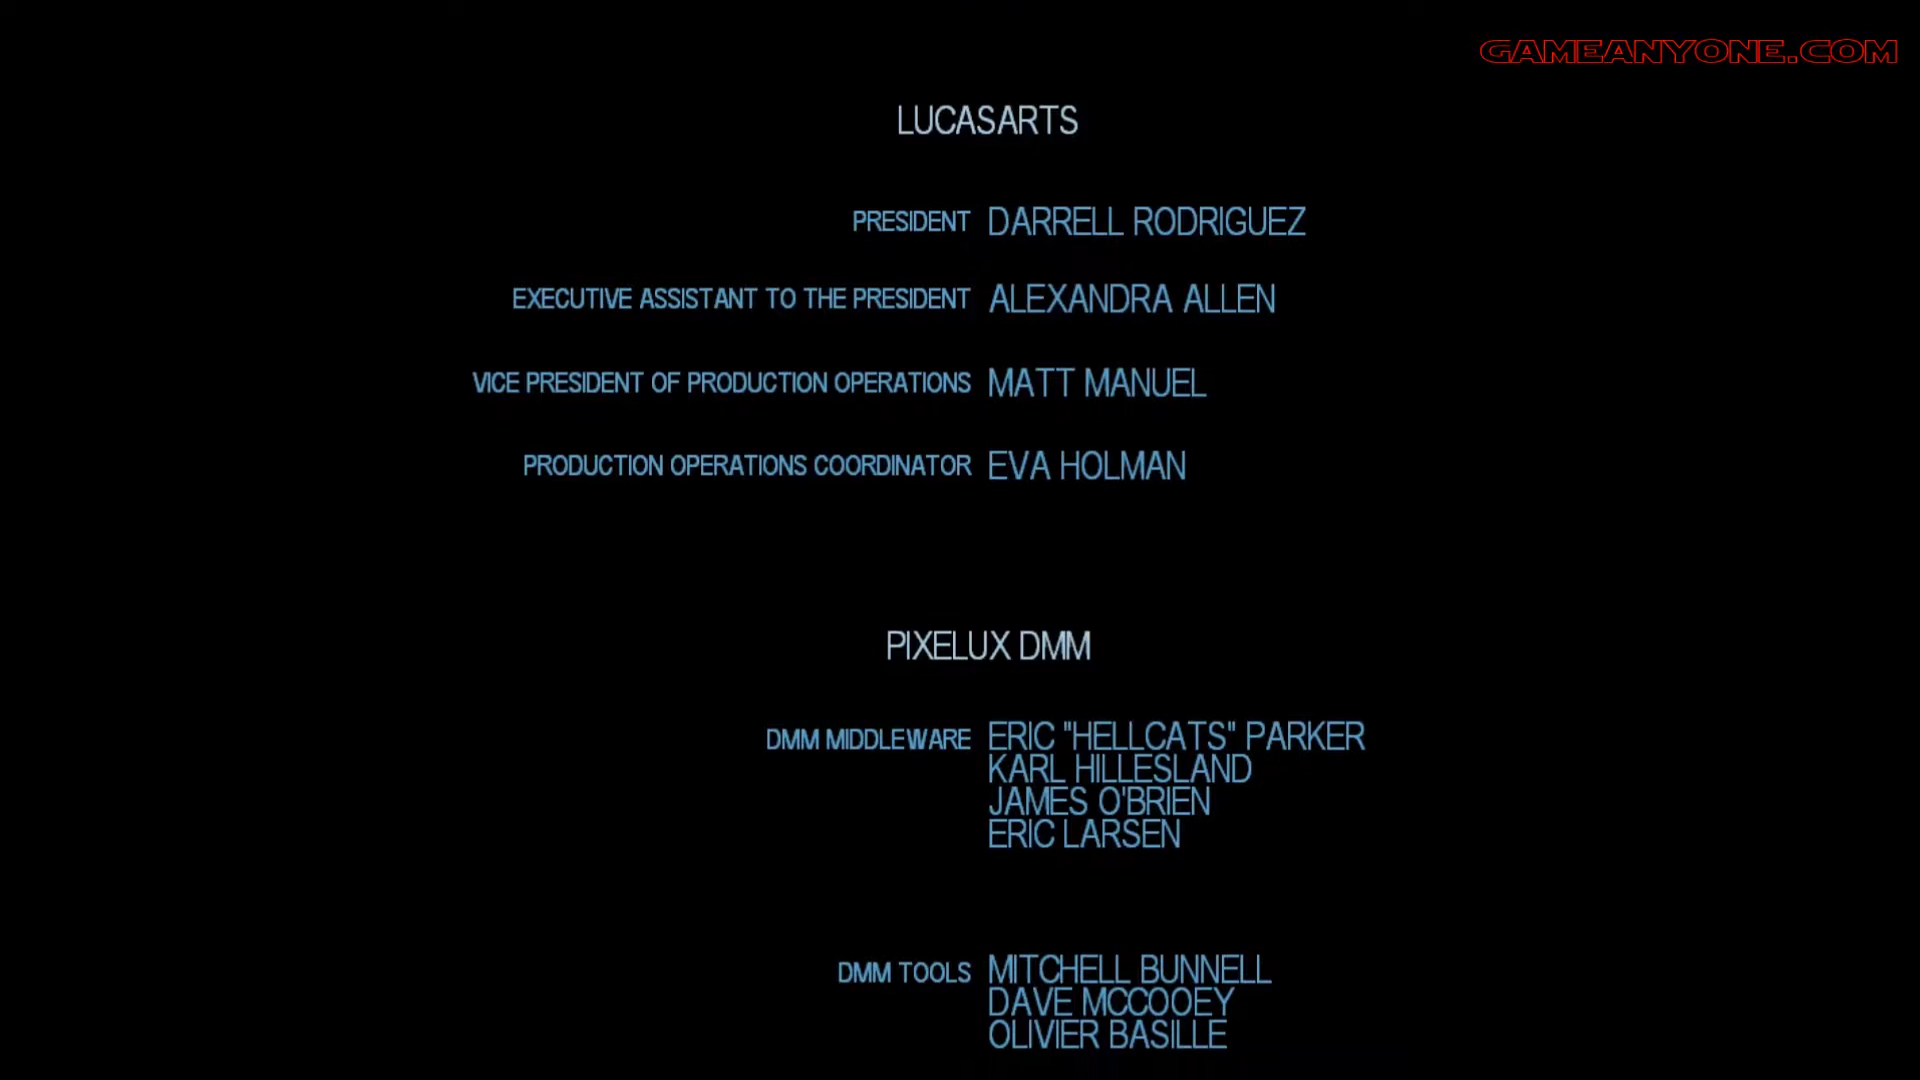 GAMEANYONE.COM
LUCASARTS
PRESIDENT DARRELL RODRIGUEZ
EXECUTIVE ASSISTANT TO THE PRESIDENT ALEXANDRA ALLEN
VICE PRESIDENT OF PRODUCTION OPERATIONS MATT MANUEL
PRODUCTION OPERATIONS COORDINATOR EVA HOLMAN
PIXELUX DMM
DMM MIDDLEWARE ERIC "HELLCATS" PARKER
KARL HILLESLAND
JAMES O'BRIEN
ERIC LARSEN
DMM TOOLS MITCHELL BUNNELL
DAVE MCCOOEY
OLIVIER BASILLE